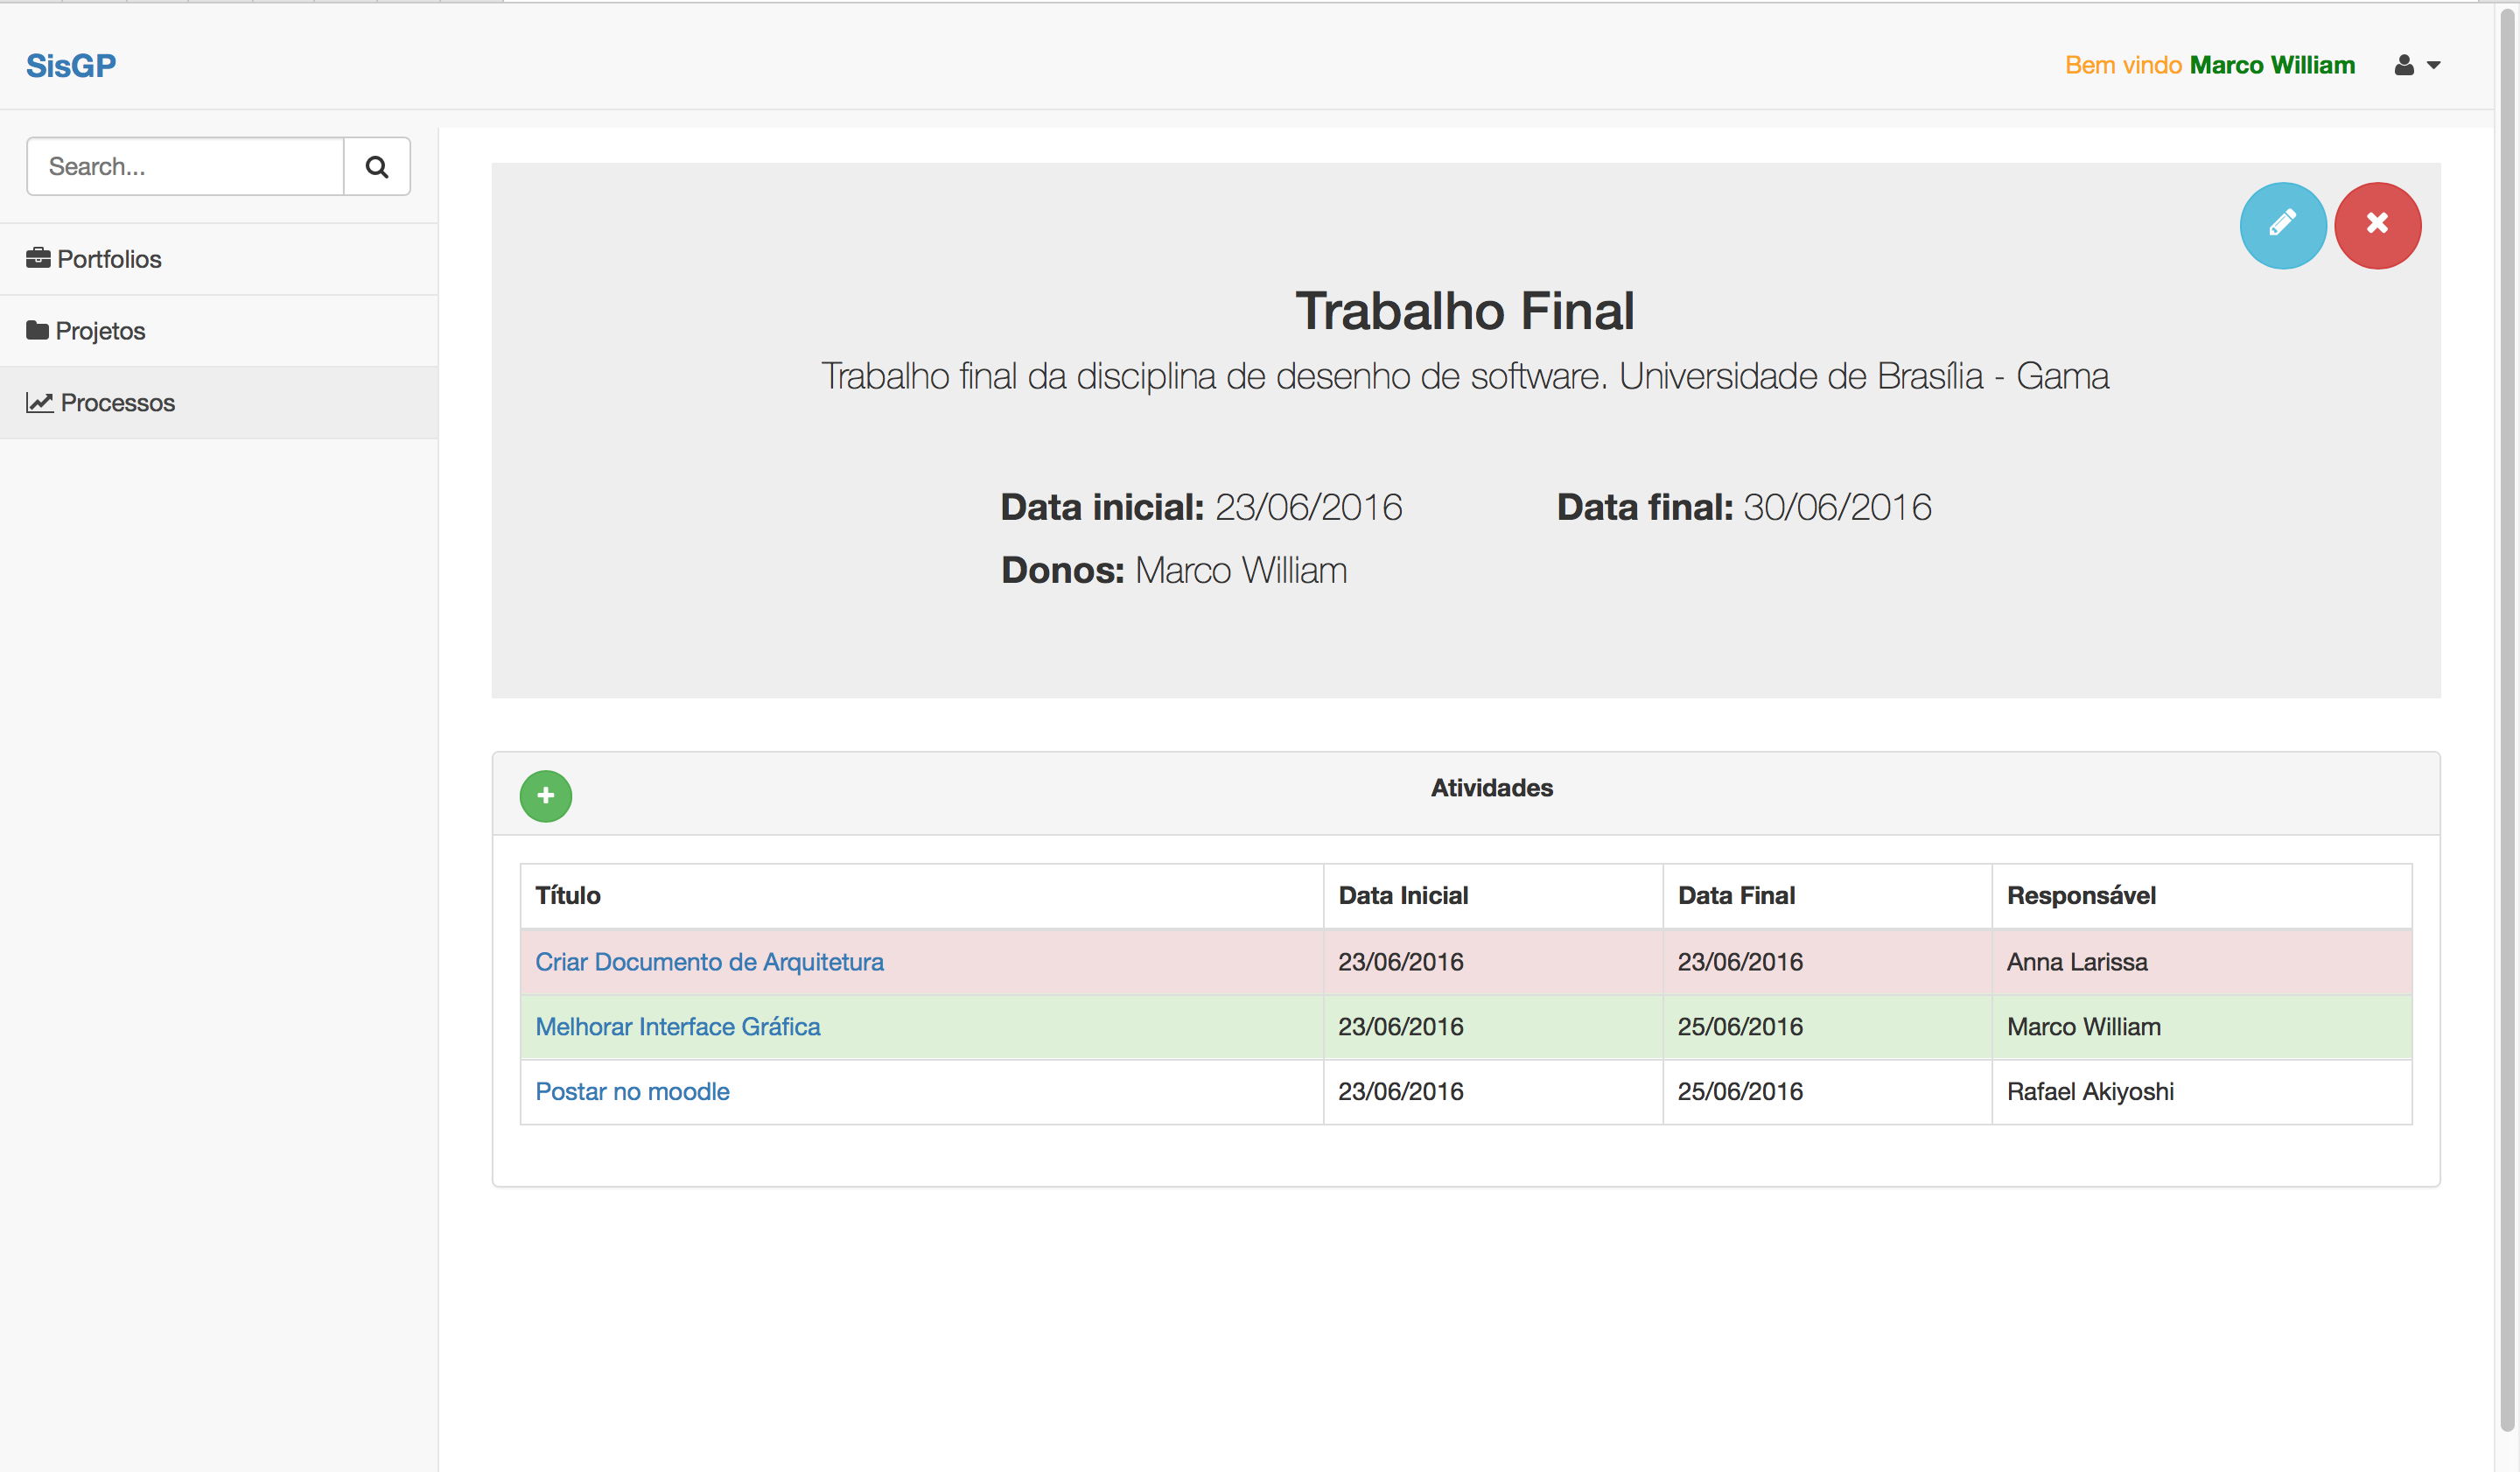 SisGP
Bem vindo Marco William
Search...
Portfolios
Projetos
Processos
Trabalho Final
Trabalho final da disciplina de desenho de software. Universidade de Brasília - Gama
Data inicial: 23/06/2016 Data final: 30/06/2016
Donos: Marco William
Atividades
Título Data Inicial Data Final Responsável
Criar Documento de Arquitetura 23/06/2016 23/06/2016 Anna Larissa
Melhorar Interface Gráfica 23/06/2016 25/06/2016 Marco William
Postar no moodle 23/06/2016 25/06/2016 Rafael Akiyoshi